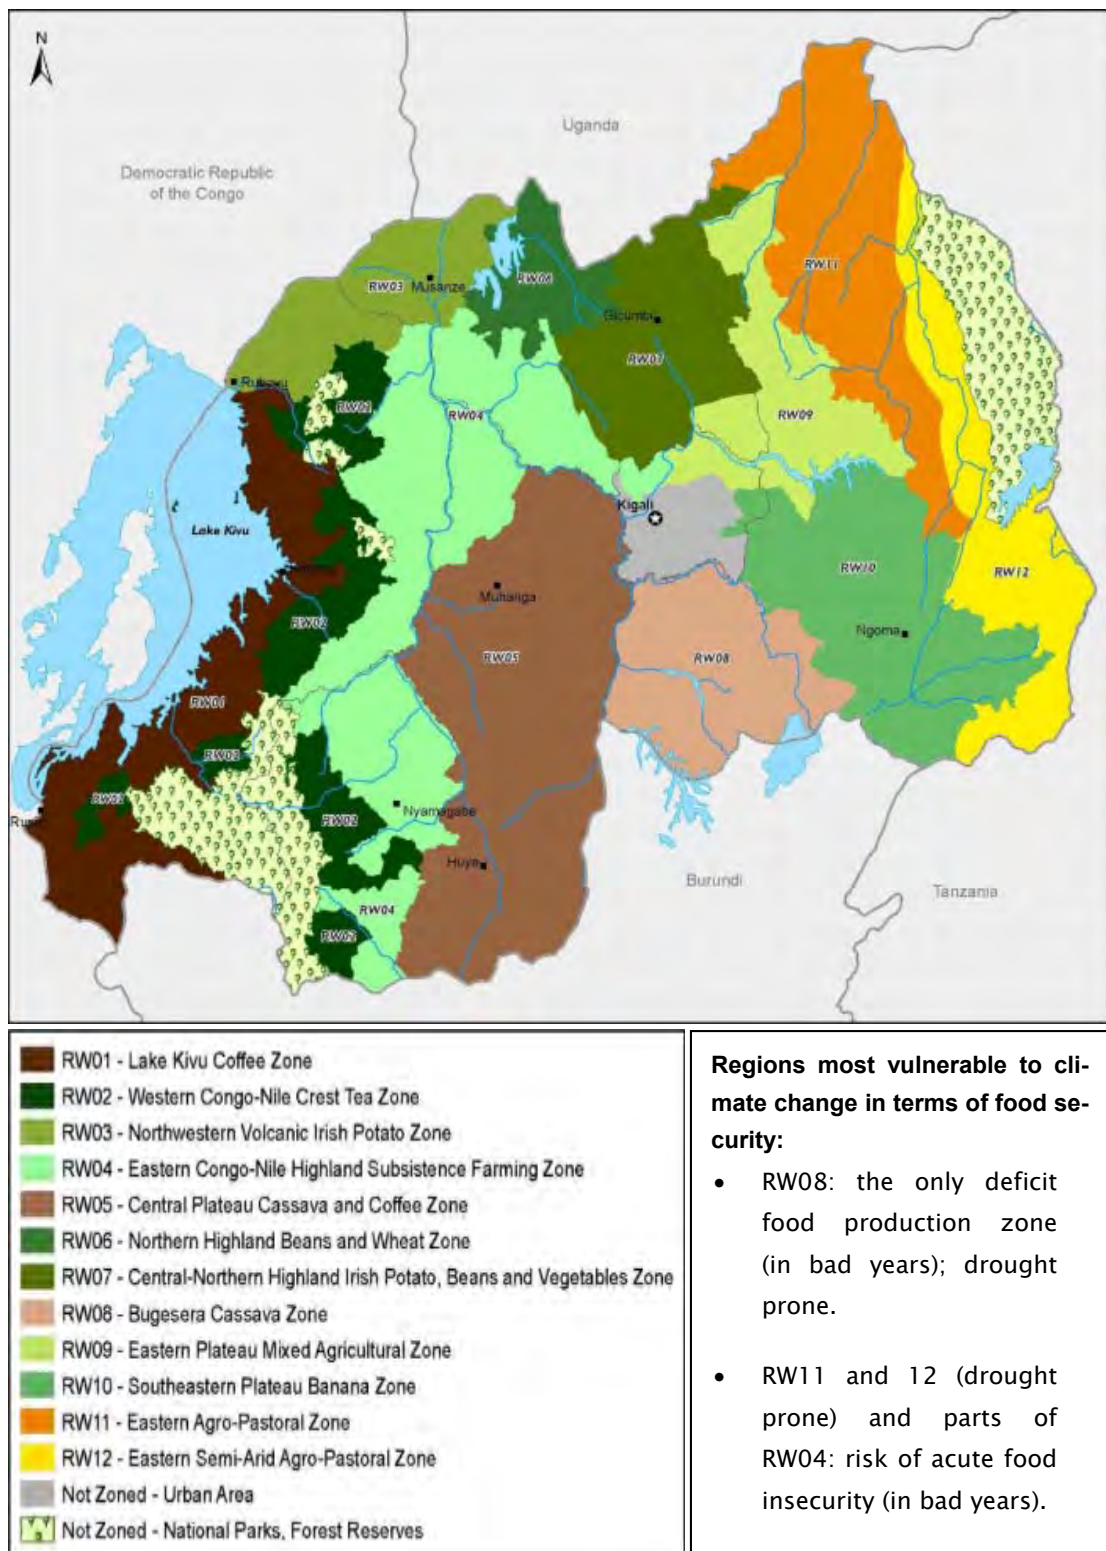 N
Uganda
Democratic Republic
of the Congo
RW11
RW06
RW03
Musanze
Gicumbi
RW07
Rubavu
RW02
RW04
RW09
Kigali
Lake Kivu
RW12
RW10
Muhanga
RW02
Ngoma
RW05
RW08
RW01
RW02
RW02
Nyamagabe
RW02
Huye
Burundi
Tanzania
RW04
RW02
RW01 - Lake Kivu Coffee Zone
RW02 - Western Congo-Nile Crest Tea Zone
RW03 - Northwestern Volcanic Irish Potato Zone
RW04 - Eastern Congo-Nile Highland Subsistence Farming Zone
RW05 - Central Plateau Cassava and Coffee Zone
RW06 - Northern Highland Beans and Wheat Zone
RW07 - Central-Northern Highland Irish Potato, Beans and Vegetables Zone
RW08 - Bugesera Cassava Zone
RW09 - Eastern Plateau Mixed Agricultural Zone
RW10 - Southeastern Plateau Banana Zone
RW11 - Eastern Agro-Pastoral Zone
RW12 - Eastern Semi-Arid Agro-Pastoral Zone
Not Zoned - Urban Area
Not Zoned - National Parks, Forest Reserves
Regions most vulnerable to cli-
mate change in terms of food se-
curity:
• RW08: the only deficit
food production zone
(in bad years); drought
prone.
• RW11 and 12 (drought
prone) and parts of
RW04: risk of acute food
insecurity (in bad years).